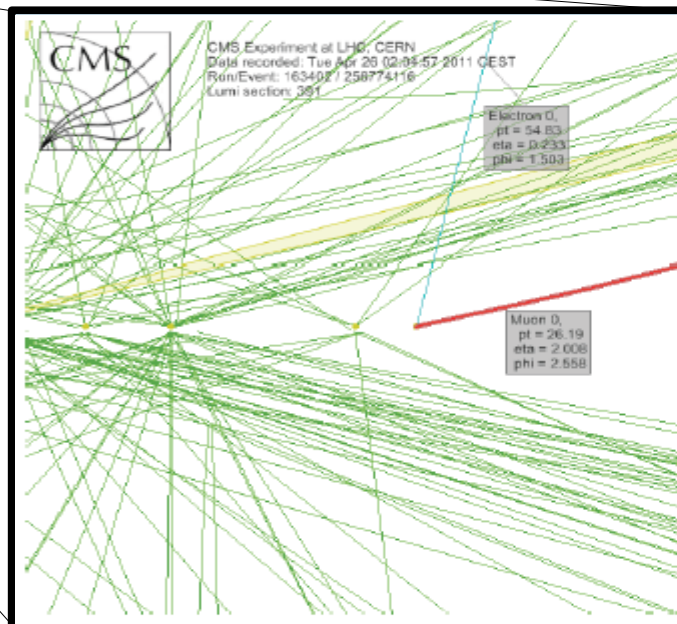 CMS
CMS Experiment at LHC, CERN
Data recorded: Tue Apr 26 02:04:57 2011 CEST
Run/Event: 163402 / 258774116
Lumi section: 391
Electron 0,
pt = 54.83
eta = 0.233
phi = 1.503
Muon 0,
pt = 26.19
eta = 2.008
phi = 2.558